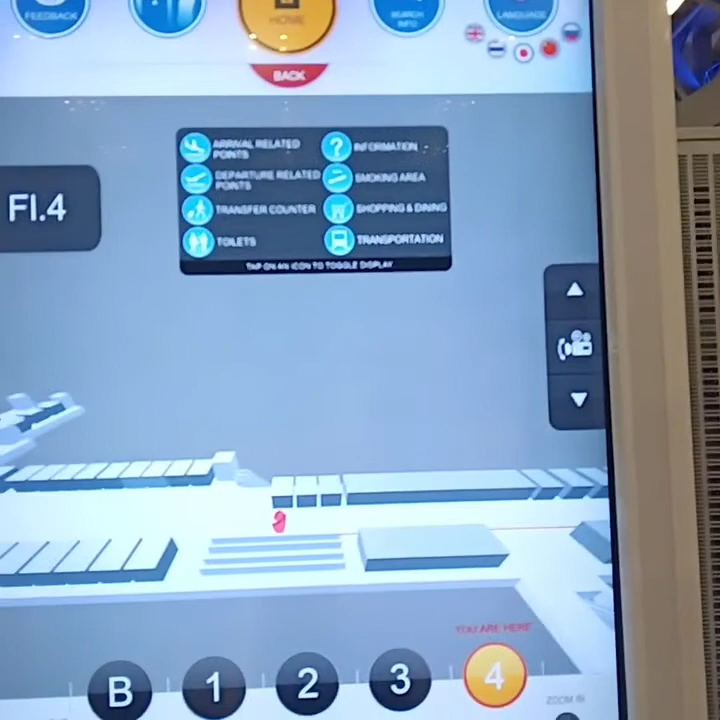 FEEDBACK
HOME
SEARCH
INFO
LANGUAGE
BACK
Fl.4
ARRIVAL RELATED
POINTS
INFORMATION
DEPARTURE RELATED
POINTS
SMOKING AREA
TRANSFER COUNTER
SHOPPING & DINING
TOILETS
TRANSPORTATION
TAP ON AN ICON TO TOGGLE DISPLAY
YOU ARE HERE
B
1
2
3
4
ZOOM IN